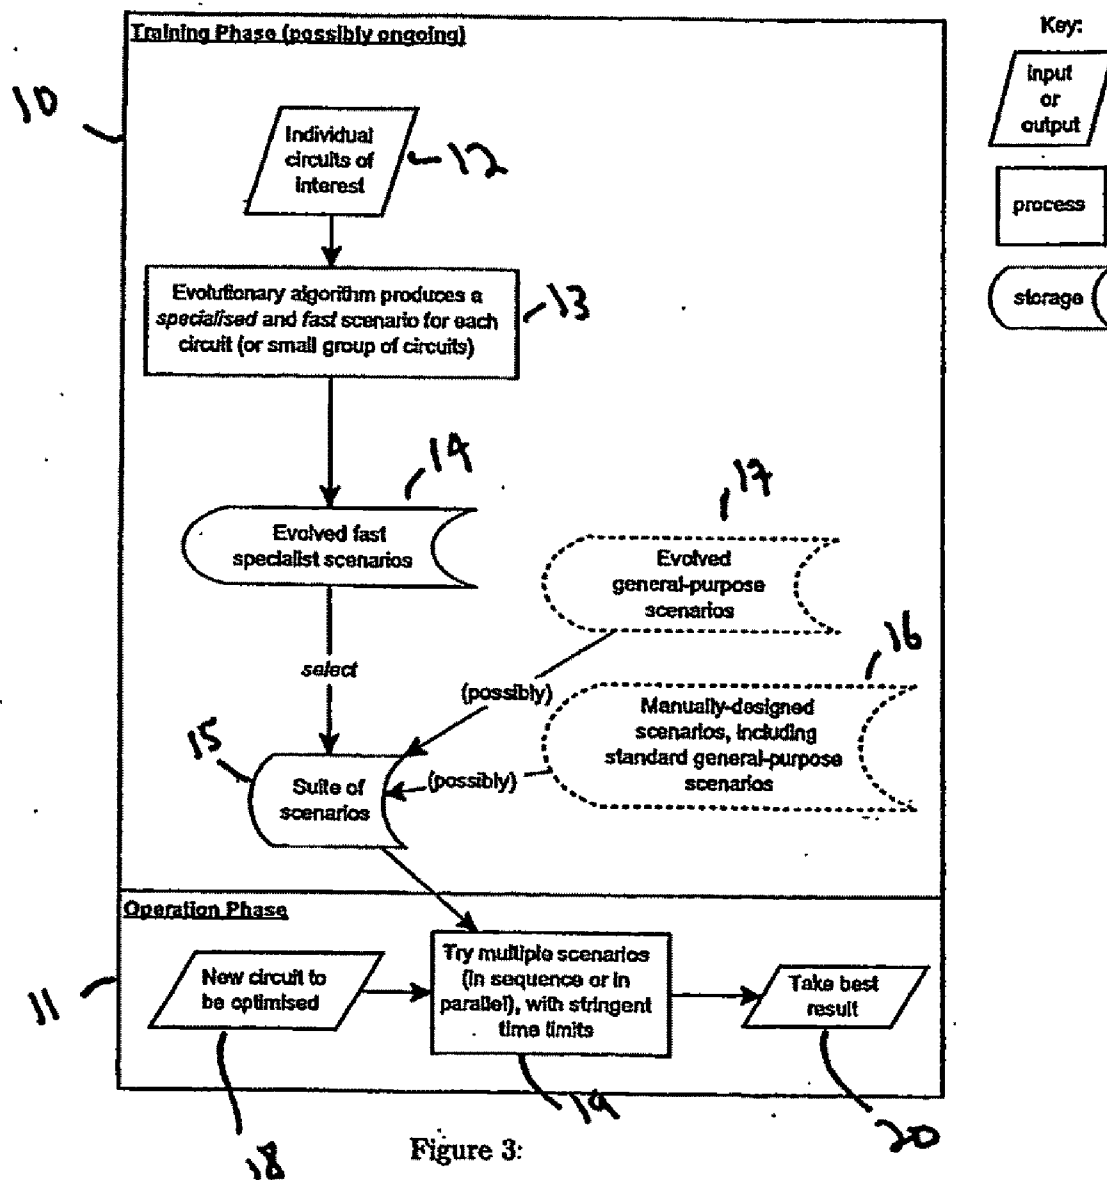 Training Phase (possibly ongoing)
Key:
input
or
output
process
storage
10
Individual
circuits of
interest
12
Evolutionary algorithm produces a
specialised and fast scenario for each
circuit (or small group of circuits)
13
14
Evolved fast
specialist scenarios
17
Evolved
general-purpose
scenarios
select
(possibly)
16
Manually-designed
scenarios, including
standard general-purpose
scenarios
15
Suite of
scenarios
(possibly)
Operation Phase
11
New circuit to
be optimised
Try multiple scenarios
(in sequence or in
parallel), with stringent
time limits
Take best
result
18
19
20
Figure 3: